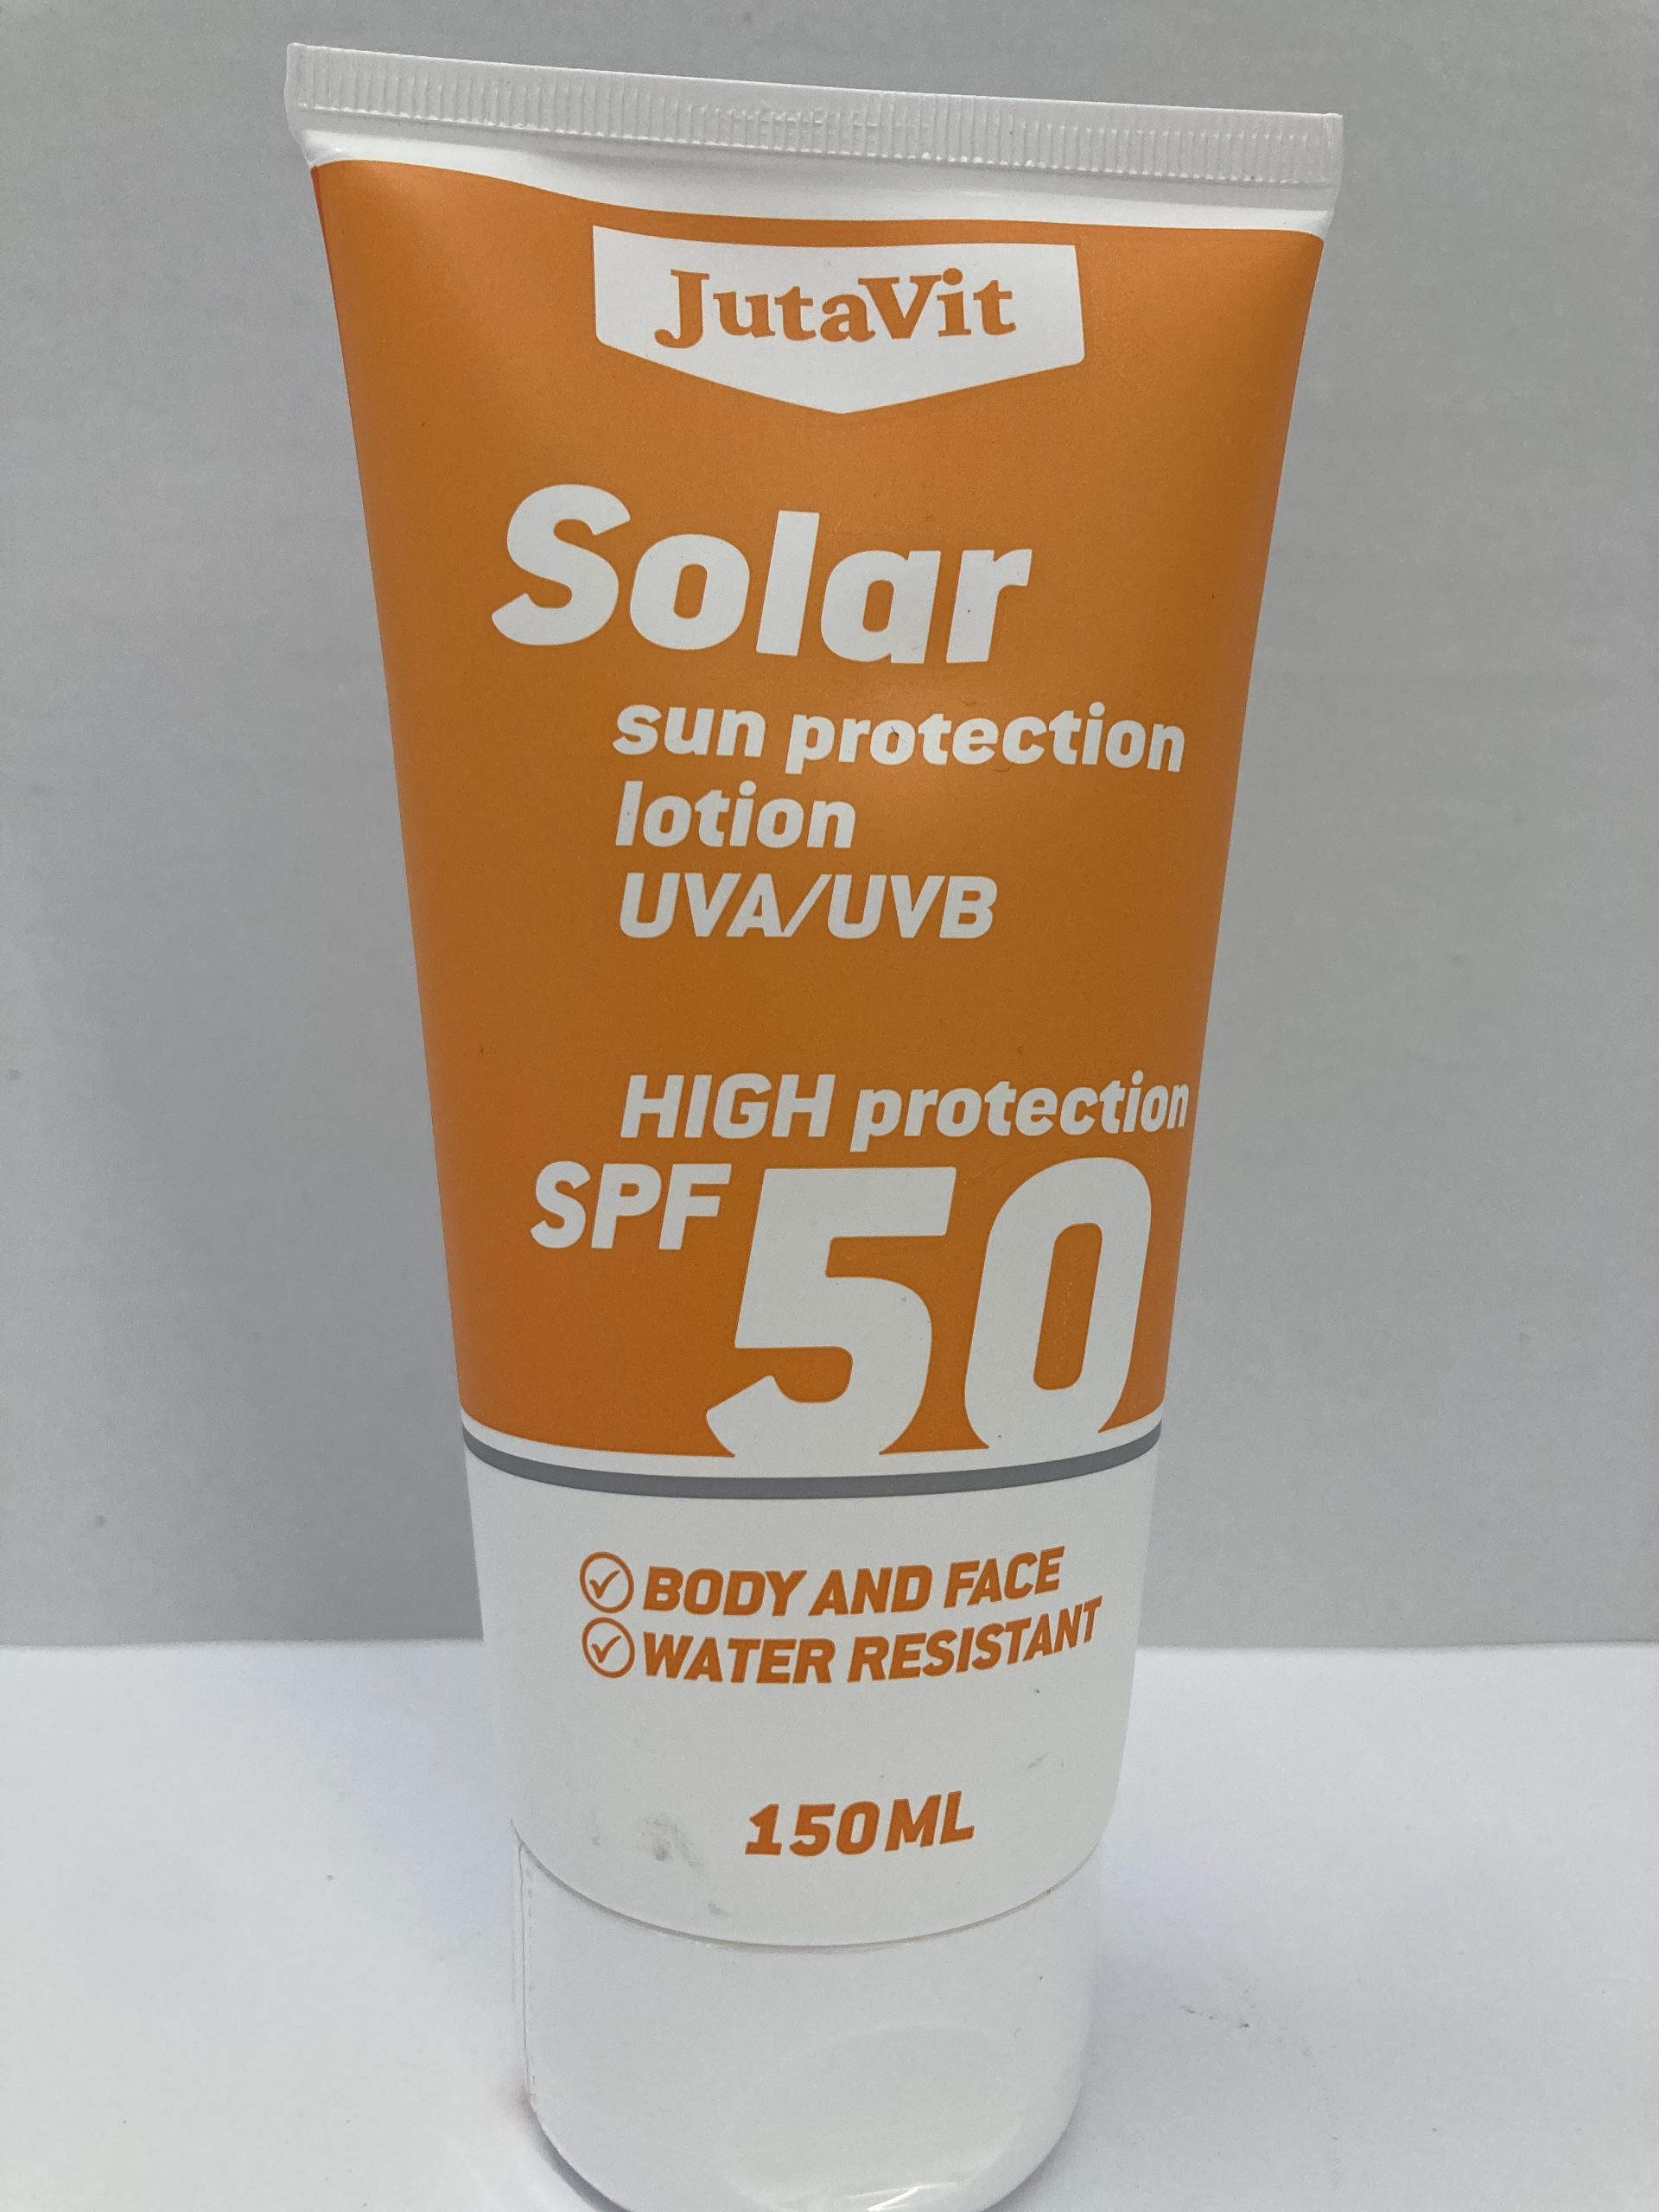 JutaVit
Solar
sun protection
lotion
UVA/UVB
HIGH protection
SPF 50
BODY AND FACE
WATER RESISTANT
150ML